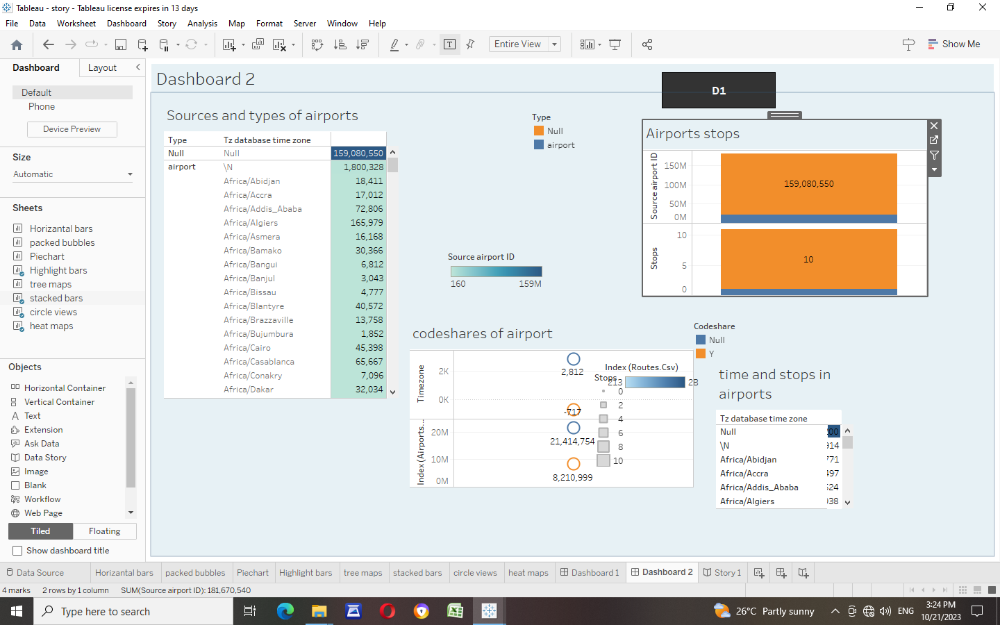 Tableau - story - Tableau license expires in 13 days
File Data Worksheet Dashboard Story Analysis Map Format Server Window Help
Entire View
Show Me
Dashboard Layout
Default
Phone
Device Preview
Size
Automatic
Sheets
Horizantal bars
packed bubbles
Piechart
Highlight bars
tree maps
stacked bars
circle views
heat maps
Objects
Horizontal Container
Vertical Container
Text
Extension
Ask Data
Data Story
Image
Blank
Workflow
Web Page
Tiled Floating
Show dashboard title
Dashboard 2
D1
Sources and types of airports
Type Tz database time zone
Null Null 159,080,550
airport \N 1,800,328
Africa/Abidjan 18,411
Africa/Accra 17,012
Africa/Addis_Ababa 72,806
Africa/Algiers 165,979
Africa/Asmera 16,168
Africa/Bamako 30,366
Africa/Bangui 6,812
Africa/Banjul 3,043
Africa/Bissau 4,777
Africa/Blantyre 40,572
Africa/Brazzaville 13,758
Africa/Bujumbura 1,852
Africa/Cairo 45,398
Africa/Casablanca 65,667
Africa/Conakry 7,096
Africa/Dakar 32,034
Type
Null
airport
Source airport ID
160 159M
Airports stops
Source airport ID
150M
100M
50M
0M
159,080,550
Stops
10
5
0
10
codeshares of airport
Timezone
2K
0K
2,812
-717
Index (Airports...
20M
10M
0M
21,414,754
8,210,999
Index (Routes.Csv)
213 28
Stops
0
2
4
6
8
10
Codeshare
Null
Y
time and stops in
airports
Tz database time zone
Null 00
\N 914
Africa/Abidjan 771
Africa/Accra 497
Africa/Addis_Ababa 24
Africa/Algiers 38
Data Source Horizantal bars packed bubbles Piechart Highlight bars tree maps stacked bars circle views heat maps Dashboard 1 Dashboard 2 Story 1
4 marks 2 rows by 1 column SUM(Source airport ID): 181,670,540
Type here to search
26°C Partly sunny
ENG
3:24 PM
10/21/2023